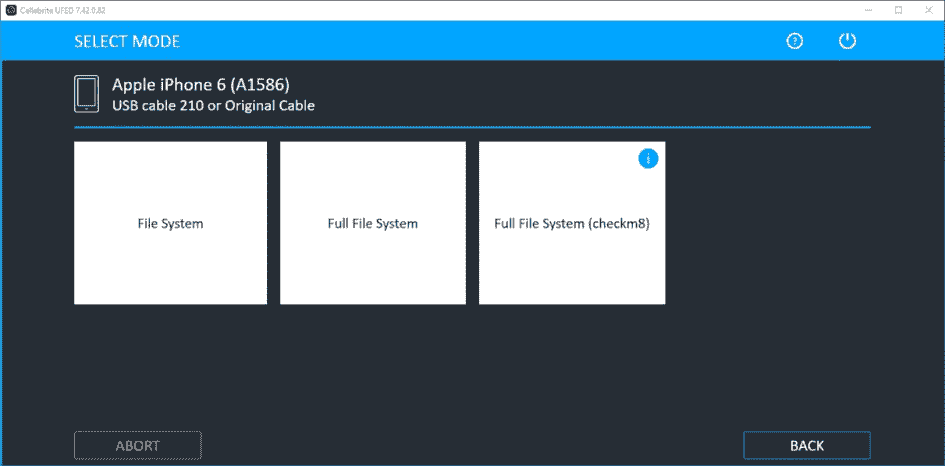 Cellebrite UFED 7.42.0.82
SELECT MODE
Apple iPhone 6 (A1586)
USB cable 210 or Original Cable
File System
Full File System
Full File System (checkm8)
ABORT
BACK